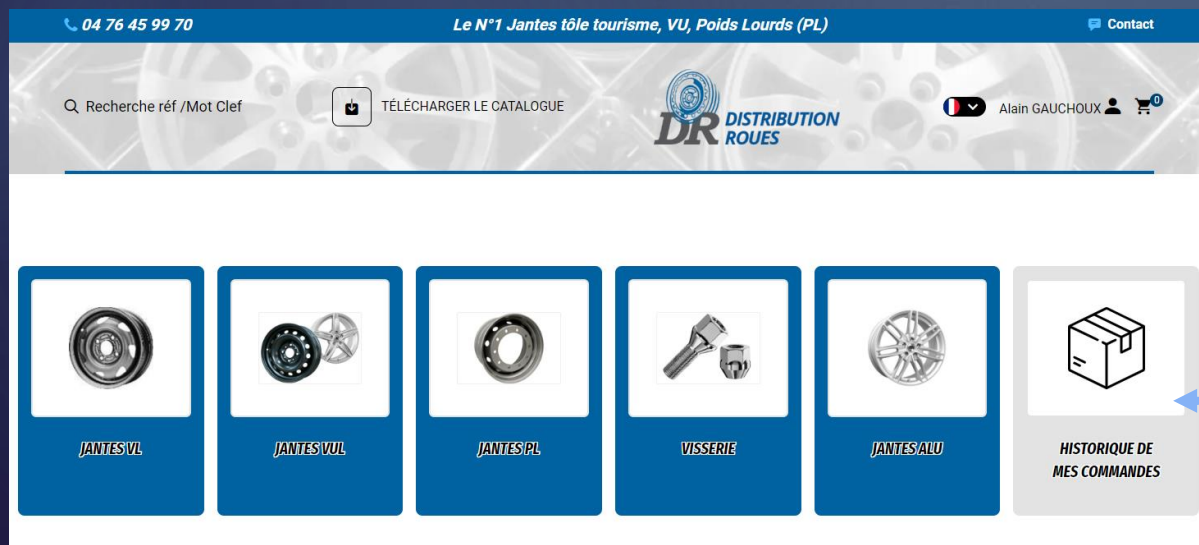 04 76 45 99 70
Le N°1 Jantes tôle tourisme, VU, Poids Lourds (PL)
Contact
Recherche réf /Mot Clef
TÉLÉCHARGER LE CATALOGUE
DR DISTRIBUTION
ROUES
Alain GAUCHOUX
0
JANTES VL
JANTES VUL
JANTES PL
VISSERIE
JANTES ALU
HISTORIQUE DE
MES COMMANDES